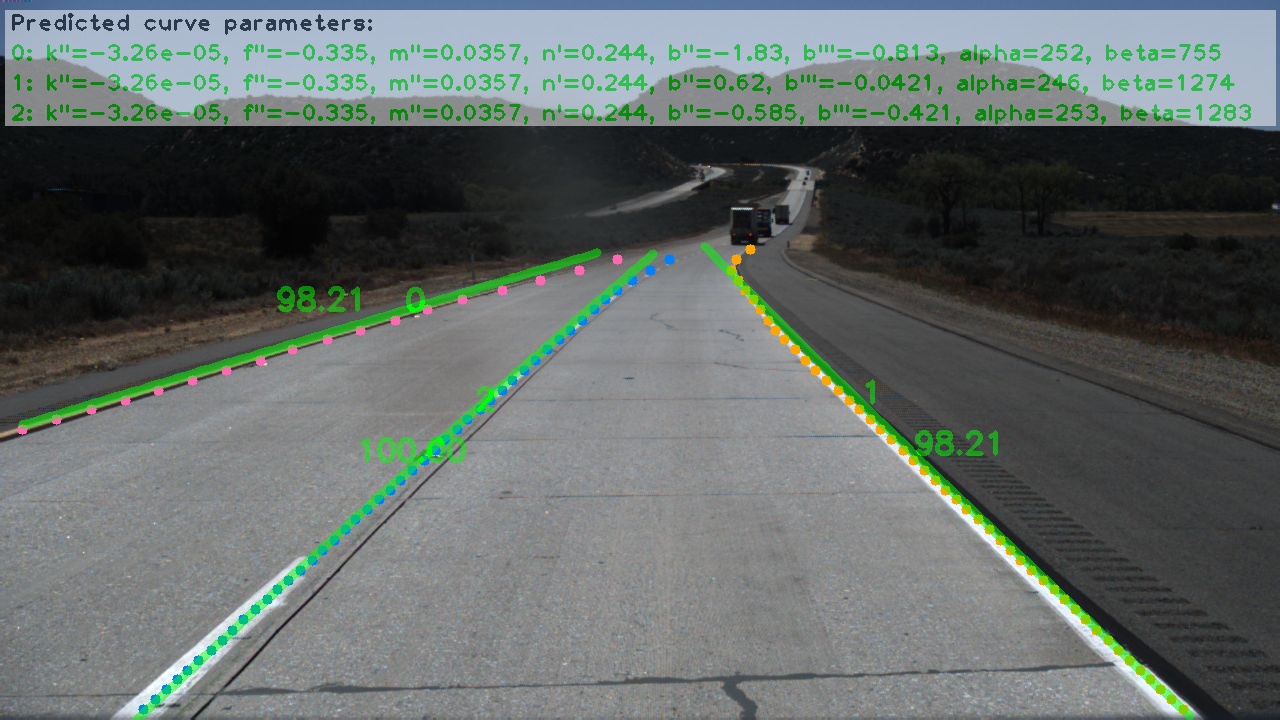 Predicted curve parameters:
0: k''=-3.26e-05, f''=-0.335, m''=0.0357, n'=0.244, b''=-1.83, b'''=-0.813, alpha=252, beta=755
1: k''=-3.26e-05, f''=-0.335, m''=0.0357, n'=0.244, b''=0.62, b'''=-0.0421, alpha=246, beta=1274
2: k''=-3.26e-05, f''=-0.335, m''=0.0357, n'=0.244, b''=-0.585, b'''=-0.421, alpha=253, beta=1283
98.21 0
2 1
100.00 98.21